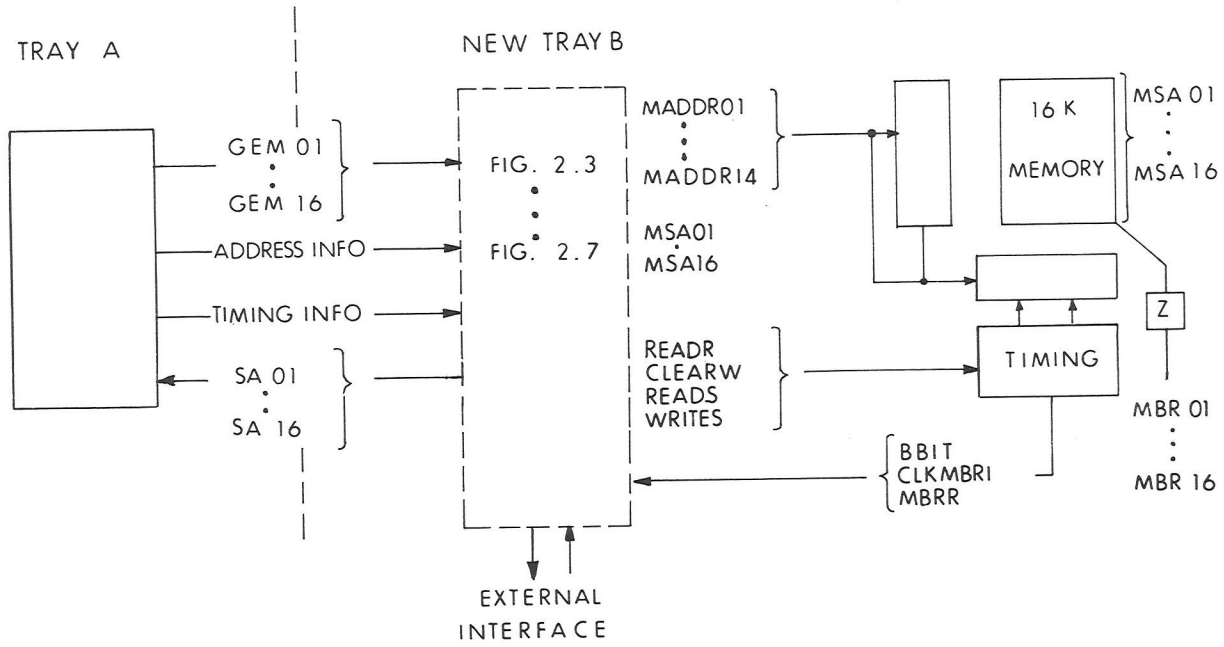 TRAY A
GEM 01
GEM 16
ADDRESS INFO
TIMING INFO
SA 01
SA 16
NEW TRAY B
FIG. 2.3
FIG. 2.7
EXTERNAL
INTERFACE
MADDR01
MADDR14
MSA01
MSA16
READR
CLEARW
READS
WRITES
BBIT
CLKMBRI
MBRR
16 K
MEMORY
TIMING
MSA 01
MSA 16
Z
MBR 01
MBR 16